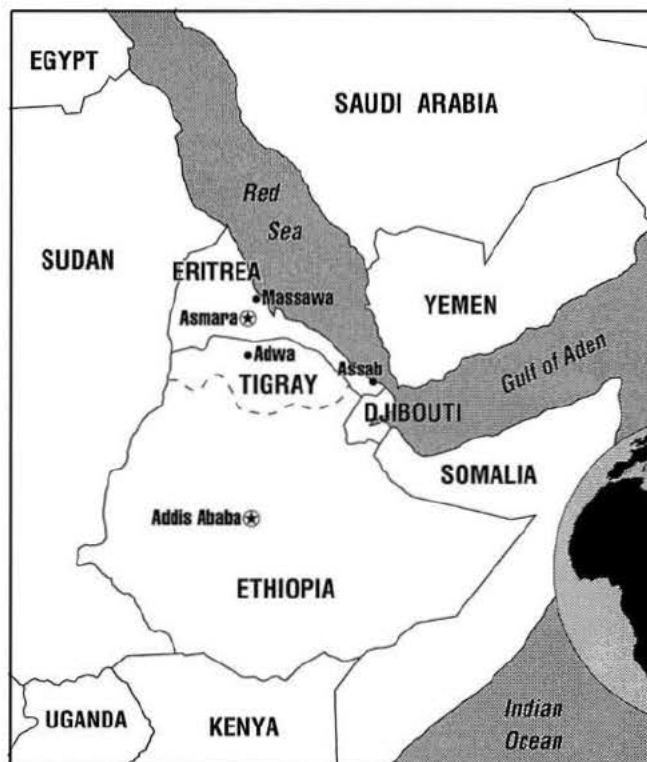 EGYPT
SAUDI ARABIA
Red
Sea
SUDAN
ERITREA
Massawa
YEMEN
Asmara
Adwa
Assab
Gulf of Aden
TIGRAY
DJIBOUTI
SOMALIA
Addis Ababa
ETHIOPIA
UGANDA
KENYA
Indian
Ocean